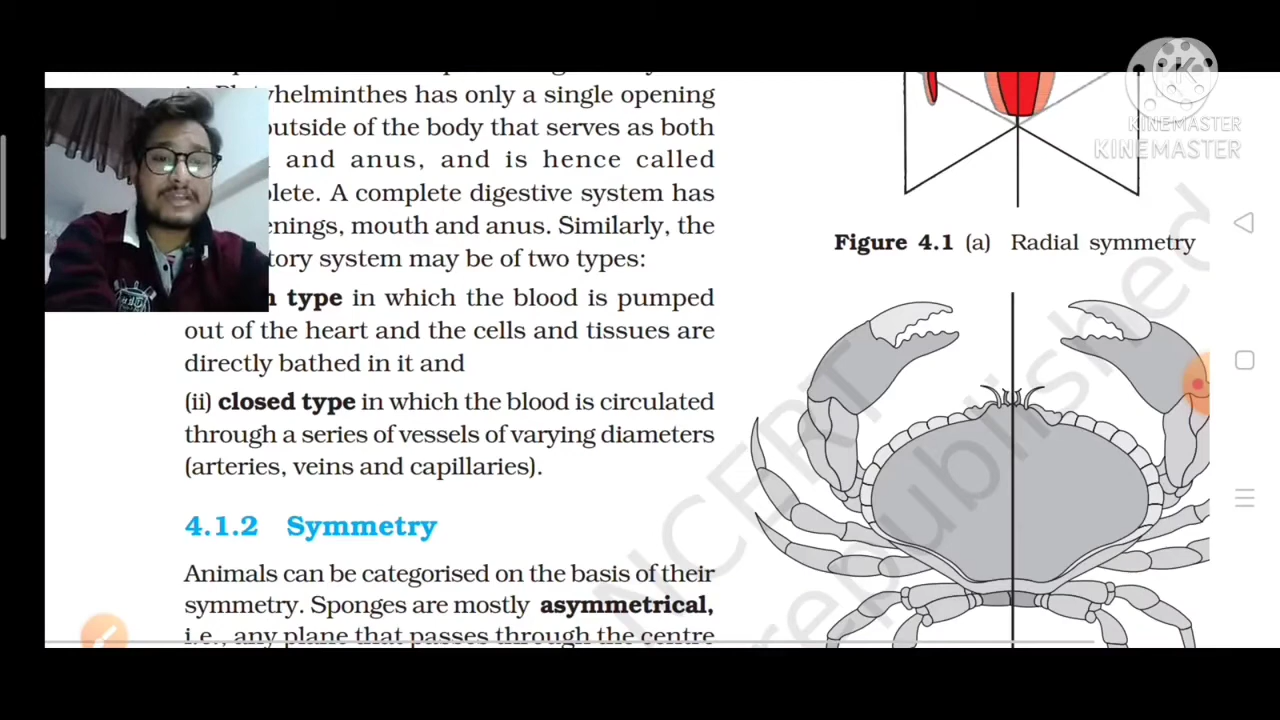 Platyhelminthes has only a single opening
outside of the body that serves as both
and anus, and is hence called
A complete digestive system has
mouth and anus. Similarly, the
system may be of two types:
type in which the blood is pumped
out of the heart and the cells and tissues are
directly bathed in it and
(ii) closed type in which the blood is circulated
through a series of vessels of varying diameters
(arteries, veins and capillaries).
4.1.2 Symmetry
Animals can be categorised on the basis of their
symmetry. Sponges are mostly asymmetrical,
i.e., any plane that passes through the centre
KINEMASTER
KINEMASTER
Figure 4.1 (a) Radial symmetry
NCERT
republished